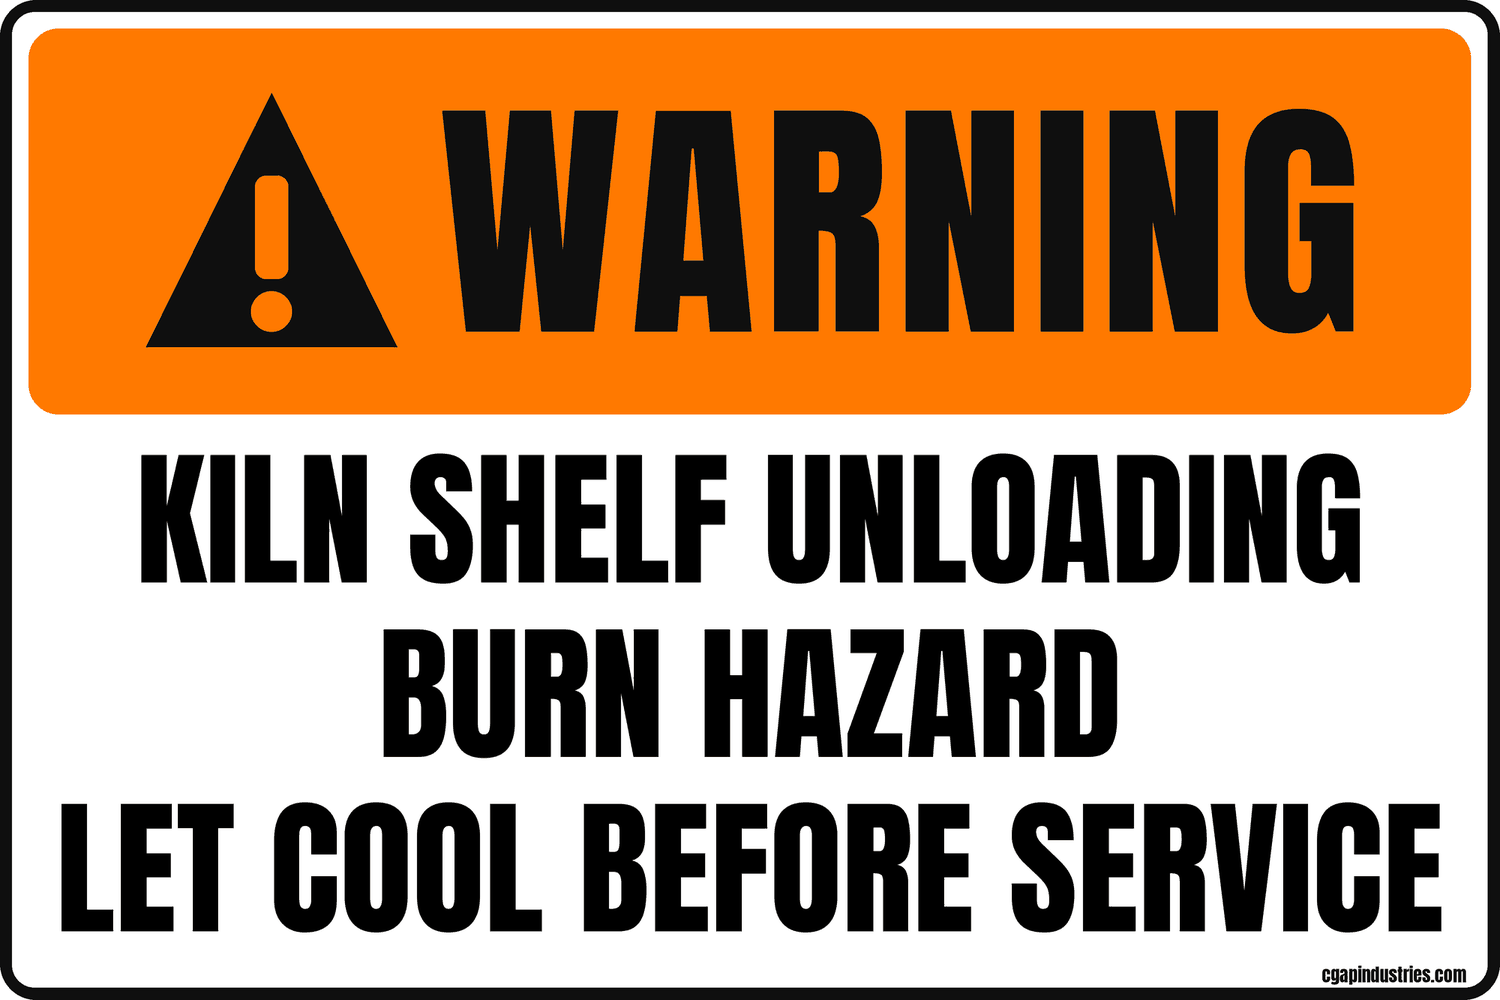 WARNING
KILN SHELF UNLOADING
BURN HAZARD
LET COOL BEFORE SERVICE
cgapindustries.com